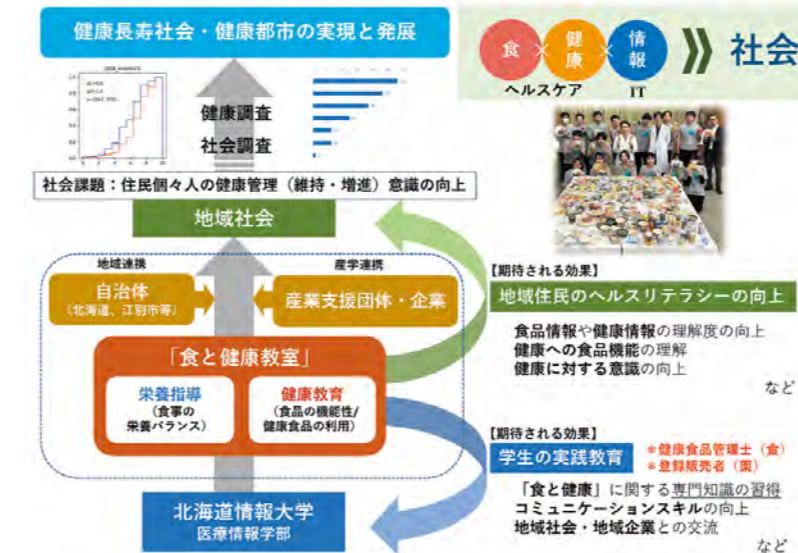 健康長寿社会・健康都市の実現と発展
食×健康×情報
社会
ヘルスケア
IT
健康調査
社会調査
社会課題：住民個々人の健康管理（維持・増進）意識の向上
地域社会
地域連携
産学連携
自治体
（北海道、江別市等）
産業支援団体・企業
「食と健康教室」
栄養指導
（食事の
栄養バランス）
健康教育
（食品の機能性/
健康食品の利用）
北海道情報大学
医療情報学部
【期待される効果】
地域住民のヘルスリテラシーの向上
食品情報や健康情報の理解度の向上
健康への食品機能の理解
健康に対する意識の向上
など
【期待される効果】
学生の実践教育
＊健康食品管理士（食）
＊登録販売者（薬）
「食と健康」に関する専門知識の習得
コミュニケーションスキルの向上
地域社会・地域企業との交流
など